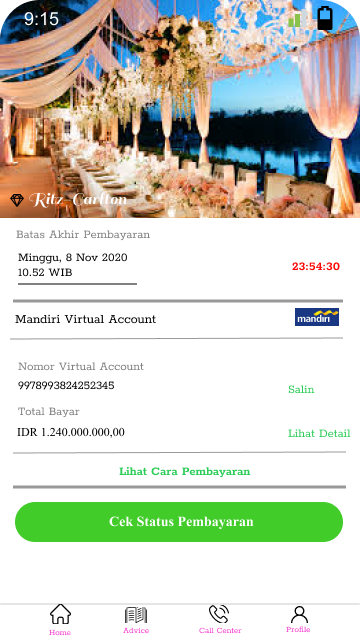 9:15
Ritz Carlton
Batas Akhir Pembayaran
Minggu, 8 Nov 2020
10.52 WIB
23:54:30
Mandiri Virtual Account
mandiri
Nomor Virtual Account
9978993824252345
Salin
Total Bayar
IDR 1.240.000.000,00
Lihat Detail
Lihat Cara Pembayaran
Cek Status Pembayaran
Home
Advice
Call Center
Profile